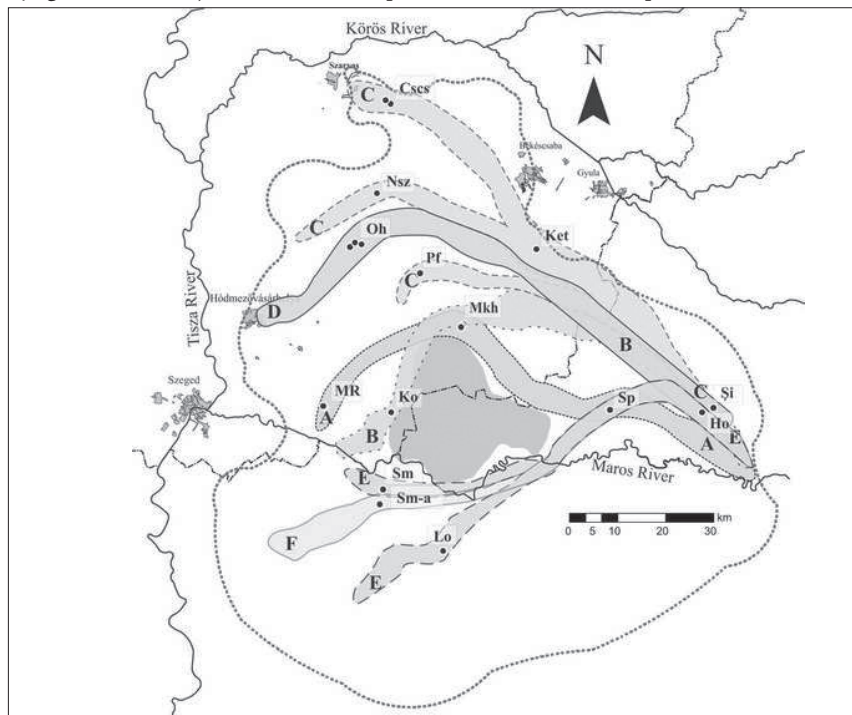 Körös River
Szarvas
N
C
Cscs
Békéscsaba
Gyula
Nsz
C
Oh
Ket
Pf
C
Hódmezővásárhely
D
Tisza River
Mkh
B
Szeged
MR
A
Ko
B
Sp
C
Şi
Ho
A
E
Maros River
E
Sm
Sm-a
F
Lo
E
km
0 5 10 20 30